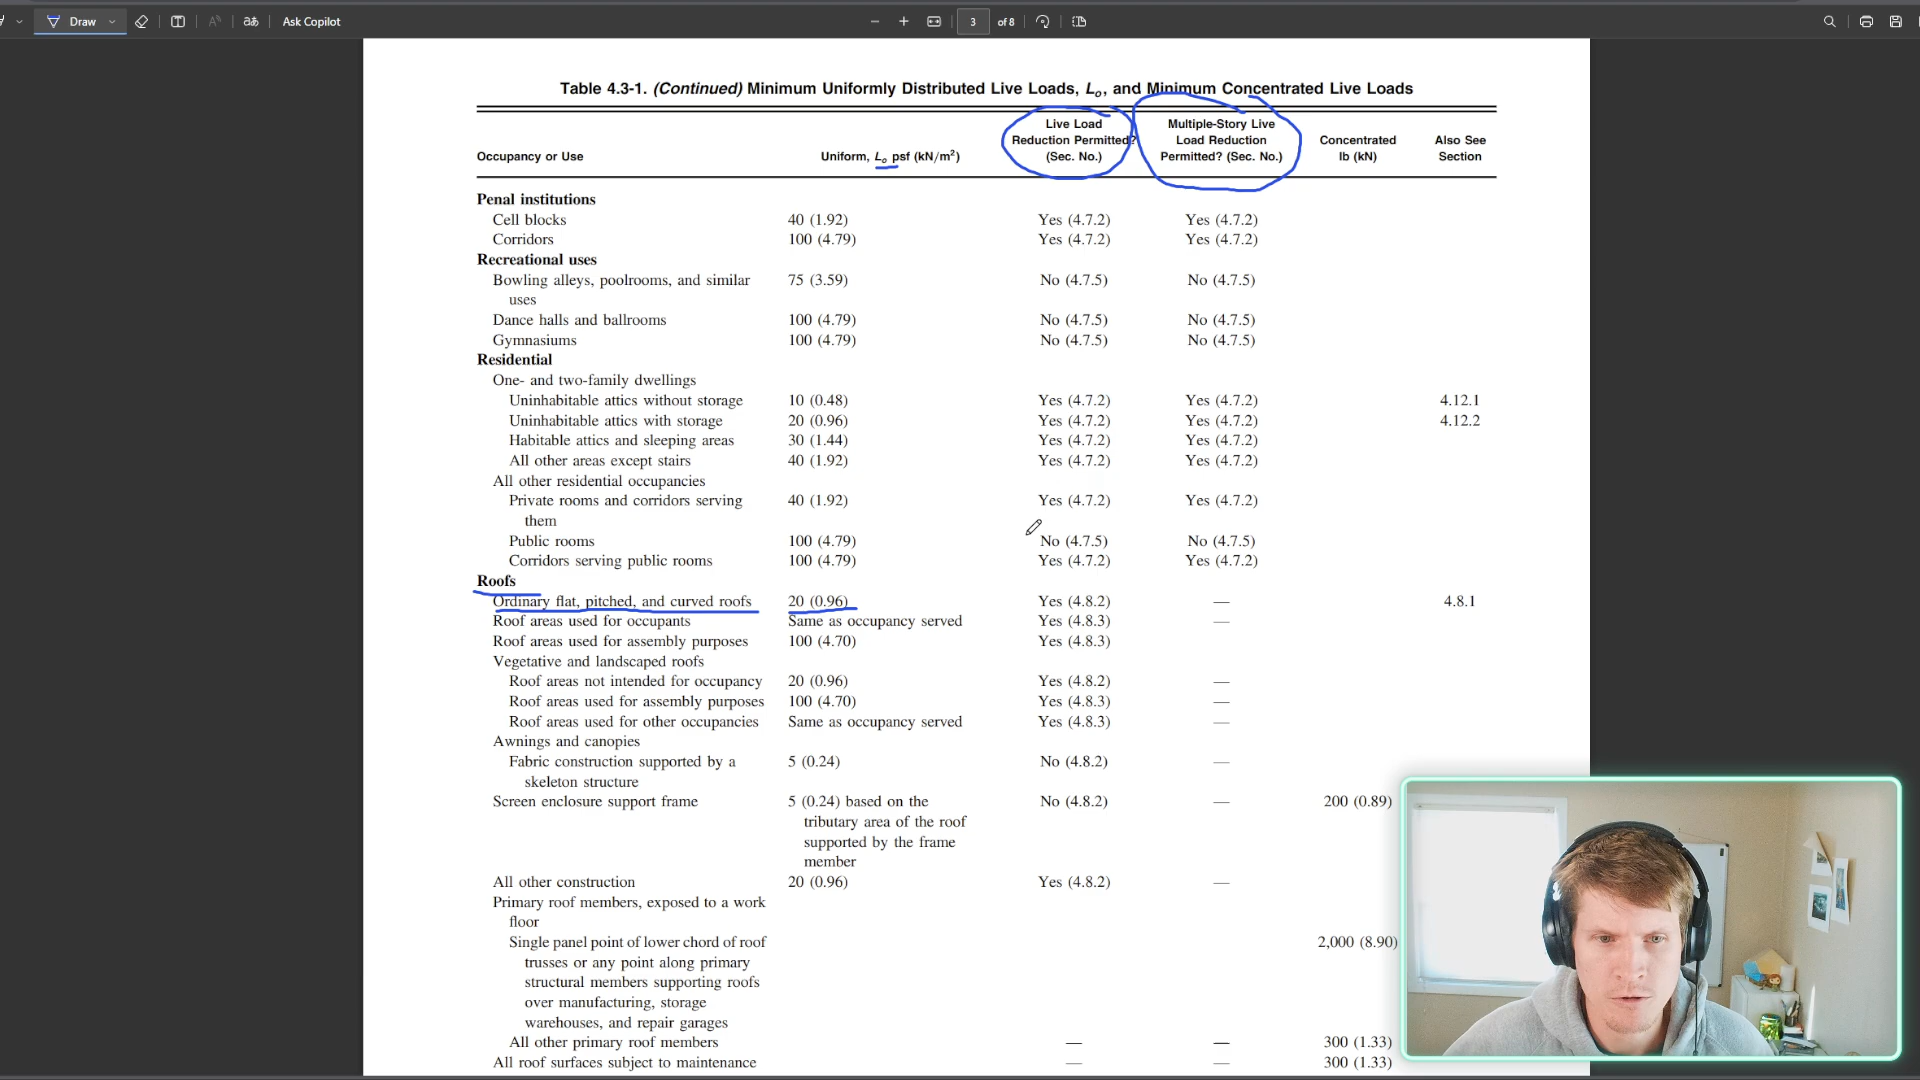 Draw
aあ
Ask Copilot
3
of 8
Table 4.3-1. (Continued) Minimum Uniformly Distributed Live Loads, Lo, and Minimum Concentrated Live Loads
Occupancy or Use
Uniform, Lo psf (kN/m²)
Live Load
Reduction Permitted?
(Sec. No.)
Multiple-Story Live
Load Reduction
Permitted? (Sec. No.)
Concentrated
lb (kN)
Also See
Section
Penal institutions
Cell blocks 40 (1.92) Yes (4.7.2) Yes (4.7.2)
Corridors 100 (4.79) Yes (4.7.2) Yes (4.7.2)
Recreational uses
Bowling alleys, poolrooms, and similar 75 (3.59) No (4.7.5) No (4.7.5)
uses
Dance halls and ballrooms 100 (4.79) No (4.7.5) No (4.7.5)
Gymnasiums 100 (4.79) No (4.7.5) No (4.7.5)
Residential
One- and two-family dwellings
Uninhabitable attics without storage 10 (0.48) Yes (4.7.2) Yes (4.7.2) 4.12.1
Uninhabitable attics with storage 20 (0.96) Yes (4.7.2) Yes (4.7.2) 4.12.2
Habitable attics and sleeping areas 30 (1.44) Yes (4.7.2) Yes (4.7.2)
All other areas except stairs 40 (1.92) Yes (4.7.2) Yes (4.7.2)
All other residential occupancies
Private rooms and corridors serving 40 (1.92) Yes (4.7.2) Yes (4.7.2)
them
Public rooms 100 (4.79) No (4.7.5) No (4.7.5)
Corridors serving public rooms 100 (4.79) Yes (4.7.2) Yes (4.7.2)
Roofs
Ordinary flat, pitched, and curved roofs 20 (0.96) Yes (4.8.2) — 4.8.1
Roof areas used for occupants Same as occupancy served Yes (4.8.3) —
Roof areas used for assembly purposes 100 (4.70) Yes (4.8.3)
Vegetative and landscaped roofs
Roof areas not intended for occupancy 20 (0.96) Yes (4.8.2) —
Roof areas used for assembly purposes 100 (4.70) Yes (4.8.3) —
Roof areas used for other occupancies Same as occupancy served Yes (4.8.3) —
Awnings and canopies
Fabric construction supported by a 5 (0.24) No (4.8.2) —
skeleton structure
Screen enclosure support frame 5 (0.24) based on the No (4.8.2) — 200 (0.89)
tributary area of the roof
supported by the frame
member
All other construction 20 (0.96) Yes (4.8.2) —
Primary roof members, exposed to a work
floor
Single panel point of lower chord of roof 2,000 (8.90)
trusses or any point along primary
structural members supporting roofs
over manufacturing, storage
warehouses, and repair garages
All other primary roof members — — 300 (1.33)
All roof surfaces subject to maintenance — — 300 (1.33)